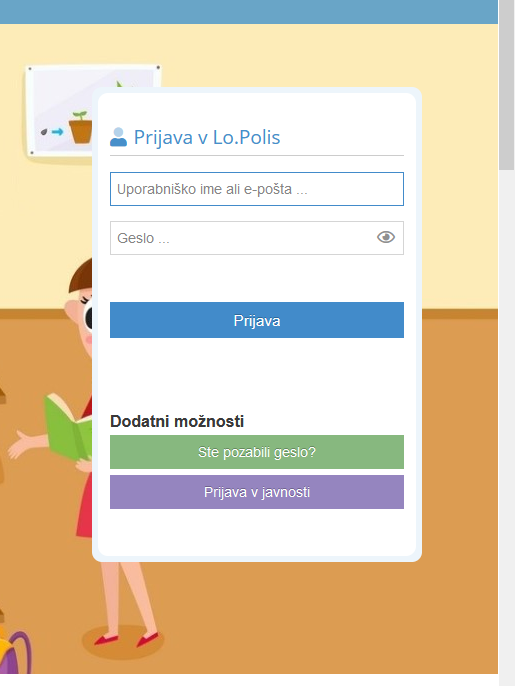 Prijava v Lo.Polis
Uporabniško ime ali e-pošta ...
Geslo ...
Prijava
Dodatni možnosti
Ste pozabili geslo?
Prijava v javnosti